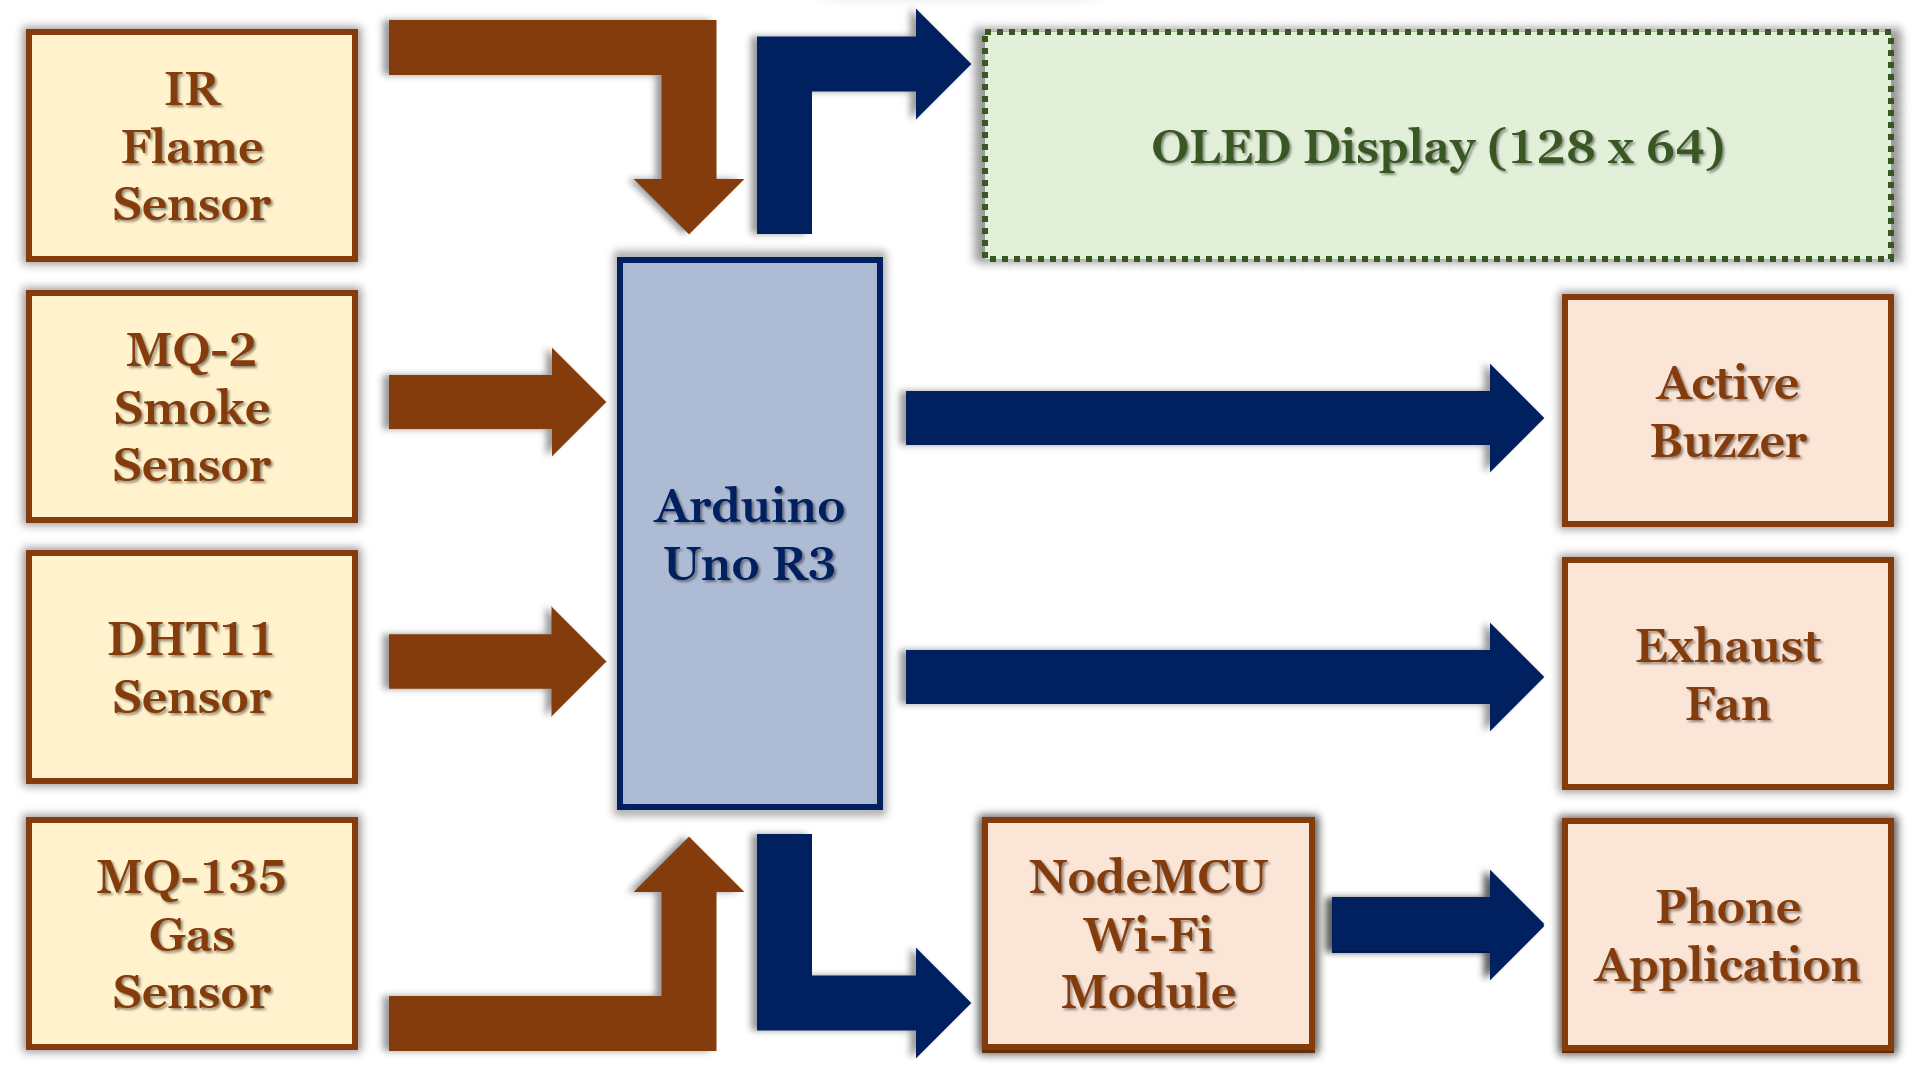 IR
Flame
Sensor
OLED Display (128 x 64)
MQ-2
Smoke
Sensor
Active
Buzzer
Arduino
Uno R3
DHT11
Sensor
Exhaust
Fan
MQ-135
Gas
Sensor
NodeMCU
Wi-Fi
Module
Phone
Application